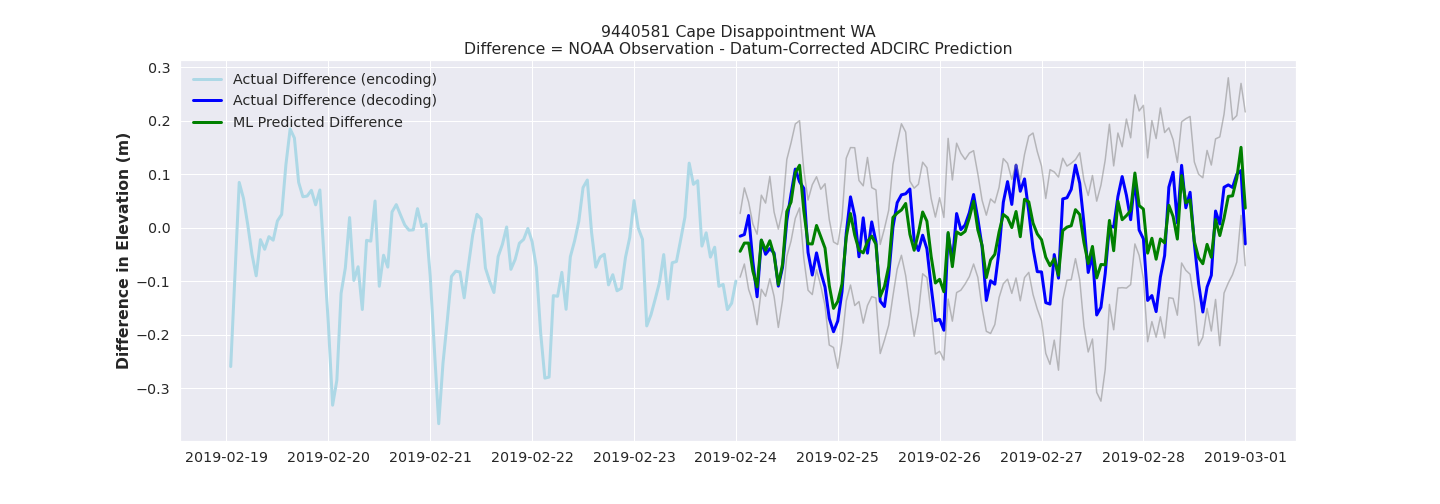 9440581 Cape Disappointment WA
Difference = NOAA Observation - Datum-Corrected ADCIRC Prediction
Actual Difference (encoding)
Actual Difference (decoding)
ML Predicted Difference
Difference in Elevation (m)
0.3
0.2
0.1
0.0
−0.1
−0.2
−0.3
2019-02-19 2019-02-20 2019-02-21 2019-02-22 2019-02-23 2019-02-24 2019-02-25 2019-02-26 2019-02-27 2019-02-28 2019-03-01